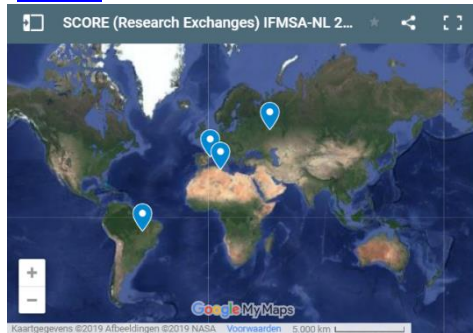 SCORE (Research Exchanges) IFMSA-NL 2...
+
−
Google My Maps
Kaartgegevens ©2019 Afbeeldingen ©2019 NASA Voorwaarden 5.000 km